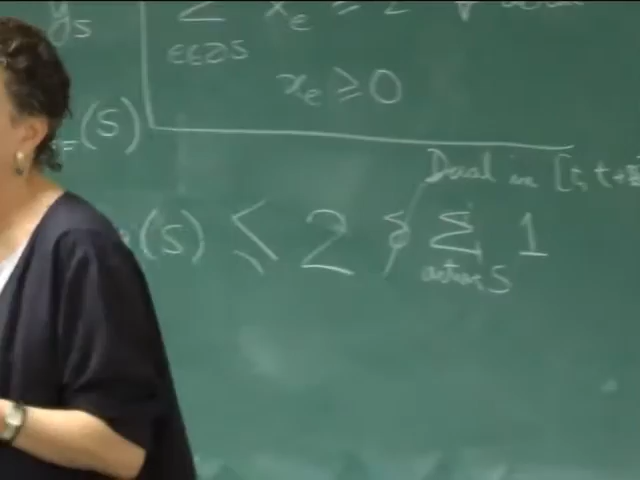 y_S
∑ x_e ≥ 2 ∀
e∈∂S
x_e ≥ 0
=(S)
Dual in [t, t+
(S) ≤ 2 ∑ 1
active S